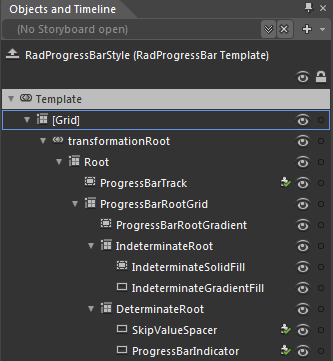 Objects and Timeline
(No Storyboard open)
RadProgressBarStyle (RadProgressBar Template)
Template
[Grid]
transformationRoot
Root
ProgressBarTrack
ProgressBarRootGrid
ProgressBarRootGradient
IndeterminateRoot
IndeterminateSolidFill
IndeterminateGradientFill
DeterminateRoot
SkipValueSpacer
ProgressBarIndicator